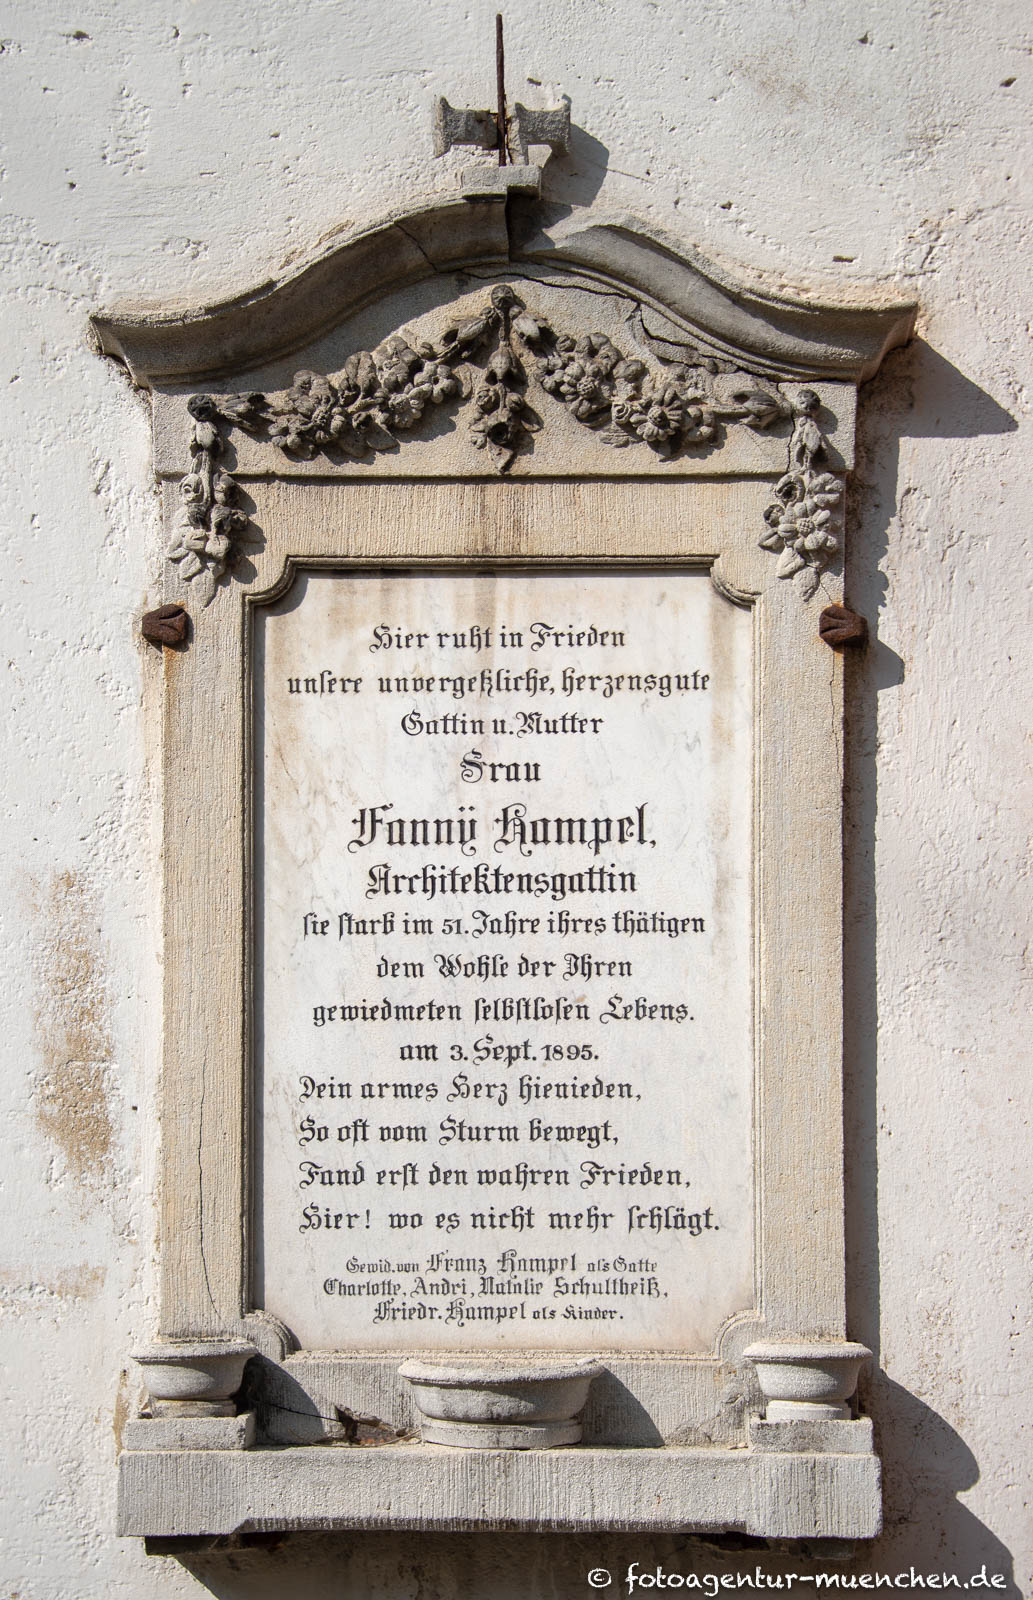 Hier ruht in Frieden
unsere unvergeßliche, herzensgute
Gattin u. Mutter
Frau
Fannÿ Hampel,
Architektensgattin
sie starb im 51. Jahre ihres thätigen
dem Wohle der Ihren
gewiedmeten selbstlosen Lebens.
am 3. Sept. 1895.
Dein armes Herz hienieden,
So oft vom Sturm bewegt,
Fand erst den wahren Frieden,
Hier! wo es nicht mehr schlägt.
Gewid. von Franz Hampel als Gatte
Charlotte, Andri, Natalie Schultheiß,
Friedr. Hampel als Kinder.
© fotoagentur-muenchen.de